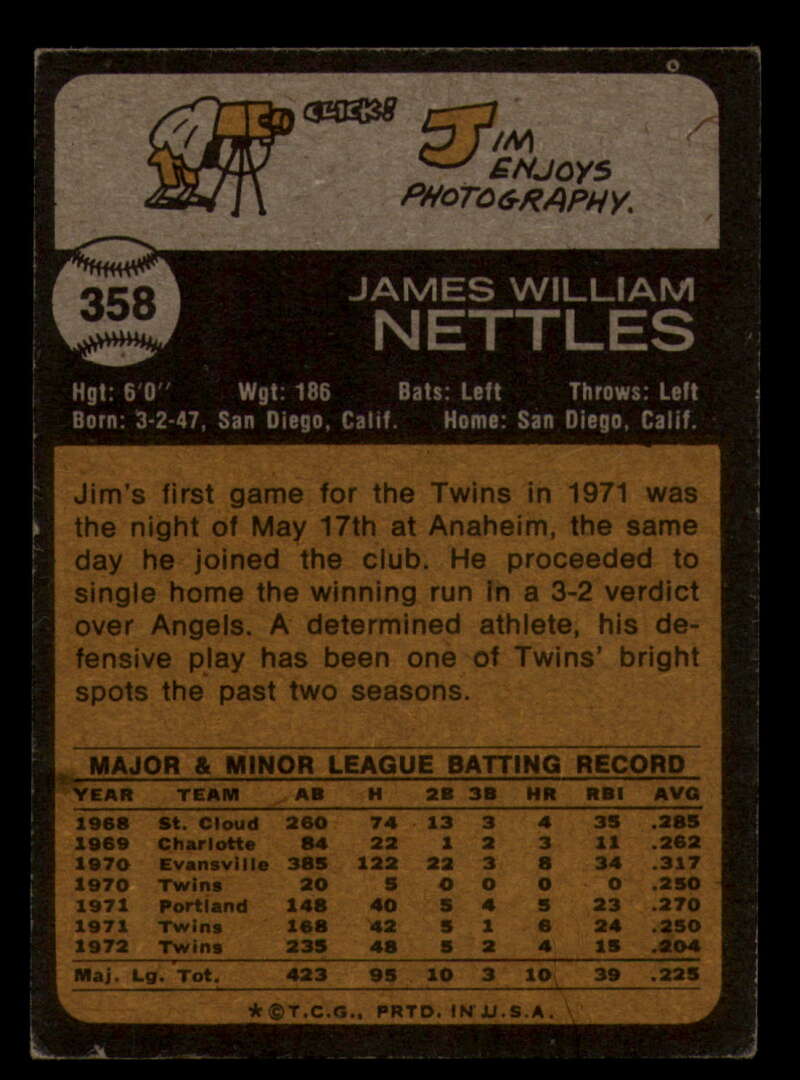 CLICK!
JIM
ENJOYS
PHOTOGRAPHY.
358
JAMES WILLIAM
NETTLES
Hgt: 6'0" Wgt: 186 Bats: Left Throws: Left
Born: 3-2-47, San Diego, Calif. Home: San Diego, Calif.
Jim's first game for the Twins in 1971 was
the night of May 17th at Anaheim, the same
day he joined the club. He proceeded to
single home the winning run in a 3-2 verdict
over Angels. A determined athlete, his de-
fensive play has been one of Twins' bright
spots the past two seasons.
MAJOR & MINOR LEAGUE BATTING RECORD
YEAR TEAM AB H 2B 3B HR RBI AVG
1968 St. Cloud 260 74 13 3 4 35 .285
1969 Charlotte 84 22 1 2 3 11 .262
1970 Evansville 385 122 22 3 8 34 .317
1970 Twins 20 5 0 0 0 0 .250
1971 Portland 148 40 5 4 5 23 .270
1971 Twins 168 42 5 1 6 24 .250
1972 Twins 235 48 5 2 4 15 .204
Maj. Lg. Tot. 423 95 10 3 10 39 .225
*©T.C.G., PRTD. IN U.S.A.